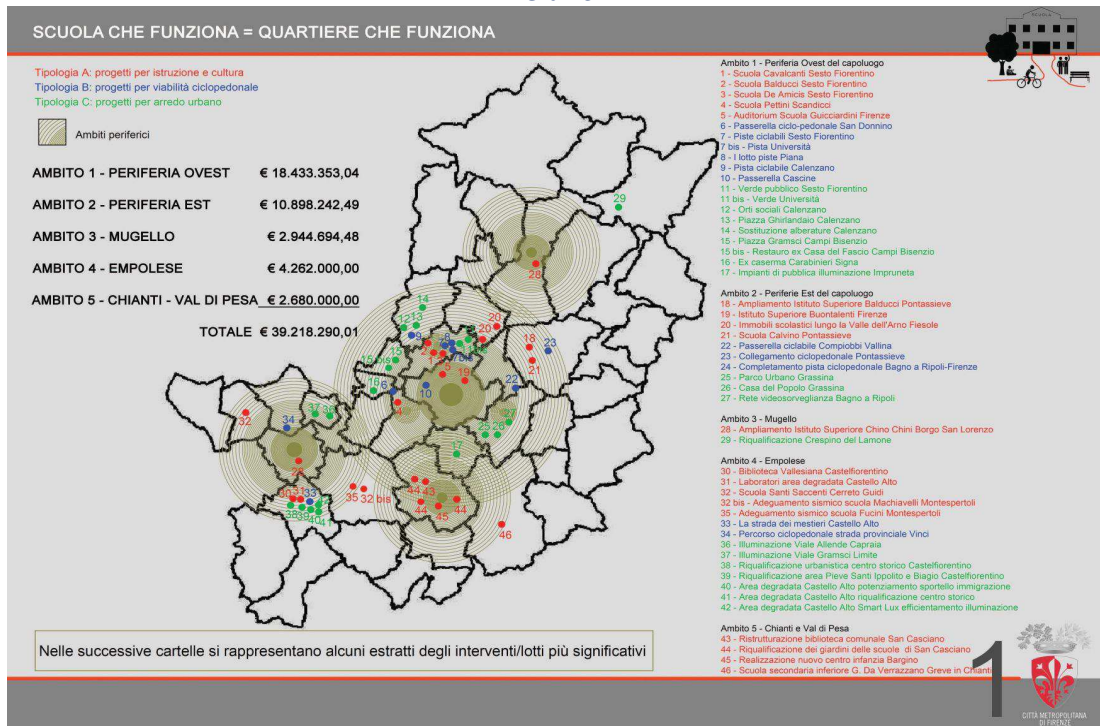 SCUOLA CHE FUNZIONA = QUARTIERE CHE FUNZIONA
SCUOLA
Tipologia A: progetti per istruzione e cultura
Tipologia B: progetti per viabilità ciclopedonale
Tipologia C: progetti per arredo urbano
Ambiti periferici
AMBITO 1 - PERIFERIA OVEST € 18.433.353,04
AMBITO 2 - PERIFERIA EST € 10.898.242,49
AMBITO 3 - MUGELLO € 2.944.694,48
AMBITO 4 - EMPOLESE € 4.262.000,00
AMBITO 5 - CHIANTI - VAL DI PESA € 2.680.000,00
TOTALE € 39.218.290,01
29
28
14
12 13
20
20
9
8
7 bis
18
23
21
15
15 bis
2
1
5
19
16
6
10
22
4
37 36
32
34
27
25 26
17
28
30 31 33
35 32 bis
44 43
44
45
44
38 39 40 41
42
46
Ambito 1 - Periferia Ovest del capoluogo
1 - Scuola Cavalcanti Sesto Fiorentino
2 - Scuola Balducci Sesto Fiorentino
3 - Scuola De Amicis Sesto Fiorentino
4 - Scuola Pettini Scandicci
5 - Auditorium Scuola Guicciardini Firenze
6 - Passerella ciclo-pedonale San Donnino
7 - Piste ciclabili Sesto Fiorentino
7 bis - Pista Università
8 - I lotto piste Piana
9 - Pista ciclabile Calenzano
10 - Passerella Cascine
11 - Verde pubblico Sesto Fiorentino
11 bis - Verde Università
12 - Orti sociali Calenzano
13 - Piazza Ghirlandaio Calenzano
14 - Sostituzione alberature Calenzano
15 - Piazza Gramsci Campi Bisenzio
15 bis - Restauro ex Casa del Fascio Campi Bisenzio
16 - Ex caserma Carabinieri Signa
17 - Impianti di pubblica illuminazione Impruneta
Ambito 2 - Periferie Est del capoluogo
18 - Ampliamento Istituto Superiore Balducci Pontassieve
19 - Istituto Superiore Buontalenti Firenze
20 - Immobili scolastici lungo la Valle dell'Arno Fiesole
21 - Scuola Calvino Pontassieve
22 - Passerella ciclabile Compiobbi Vallina
23 - Collegamento ciclopedonale Pontassieve
24 - Completamento pista ciclopedonale Bagno a Ripoli-Firenze
25 - Parco Urbano Grassina
26 - Casa del Popolo Grassina
27 - Rete videosorveglianza Bagno a Ripoli
Ambito 3 - Mugello
28 - Ampliamento Istituto Superiore Chino Chini Borgo San Lorenzo
29 - Riqualificazione Crespino del Lamone
Ambito 4 - Empolese
30 - Biblioteca Vallesiana Castelfiorentino
31 - Laboratori area degradata Castello Alto
32 - Scuola Santi Saccenti Cerreto Guidi
32 bis - Adeguamento sismico scuola Machiavelli Montespertoli
35 - Adeguamento sismico scuola Fucini Montespertoli
33 - La strada dei mestieri Castello Alto
34 - Percorso ciclopedonale strada provinciale Vinci
36 - Illuminazione Viale Allende Capraia
37 - Illuminazione Viale Gramsci Limite
38 - Riqualificazione urbanistica centro storico Castelfiorentino
39 - Riqualificazione area Pieve Santi Ippolito e Biagio Castelfiorentino
40 - Area degradata Castello Alto potenziamento sportello immigrazione
41 - Area degradata Castello Alto riqualificazione centro storico
42 - Area degradata Castello Alto Smart Lux efficientamento illuminazione
Ambito 5 - Chianti e Val di Pesa
43 - Ristrutturazione biblioteca comunale San Casciano
44 - Riqualificazione dei giardini delle scuole di San Casciano
45 - Realizzazione nuovo centro infanzia Bargino
46 - Scuola secondaria inferiore G. Da Verrazzano Greve in Chianti
Nelle successive cartelle si rappresentano alcuni estratti degli interventi/lotti più significativi
1
CITTÀ METROPOLITANA
DI FIRENZE